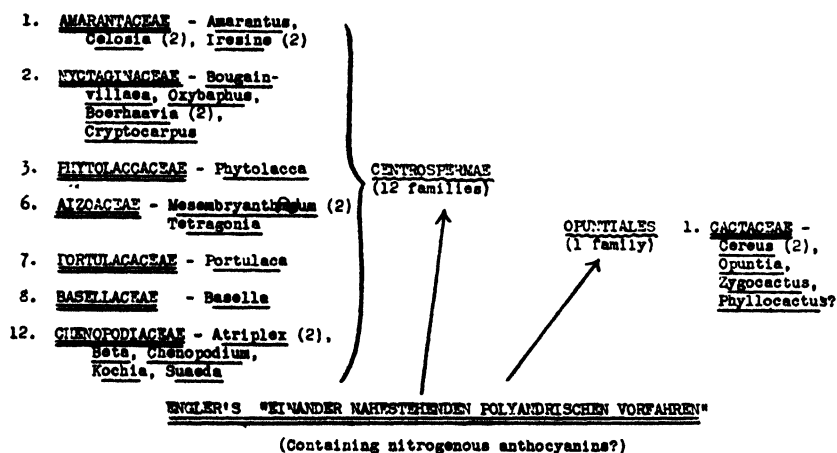 1. AMARANTACEAE - Amarantus,
Celosia (2), Iresine (2)
2. NYCTAGINACEAE - Bougain-
villaea, Oxybaphus,
Boerhaavia (2),
Cryptocarpus
3. PHYTOLACCACEAE - Phytolacca
6. AIZOACEAE - Mesembryanthemum (2)
Tetragonia
7. PORTULACACEAE - Portulaca
8. BASELLACEAE - Basella
12. CHENOPODIACEAE - Atriplex (2),
Beta, Chenopodium,
Kochia, Suaeda
CENTROSPERMAE
(12 families)
OPUNTIALES
(1 family)
1. CACTACEAE -
Cereus (2),
Opuntia,
Zygocactus,
Phyllocactus?
ENGLER'S "EINANDER NAHESTEHENDEN POLYANDRISCHEN VORFAHREN"
(Containing nitrogenous anthocyanins?)